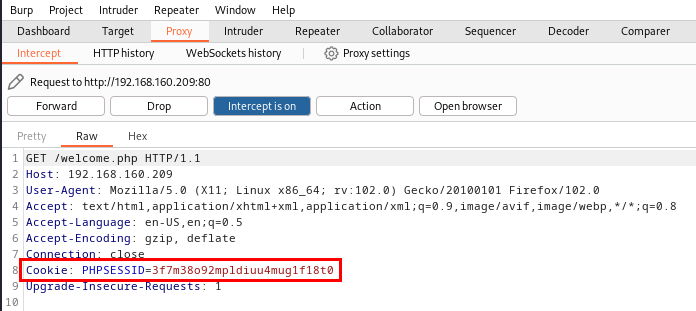 Burp Project Intruder Repeater Window Help
Dashboard Target Proxy Intruder Repeater Collaborator Sequencer Decoder Comparer
Intercept HTTP history WebSockets history Proxy settings
Request to http://192.168.160.209:80
Forward Drop Intercept is on Action Open browser
Pretty Raw Hex
1 GET /welcome.php HTTP/1.1
2 Host: 192.168.160.209
3 User-Agent: Mozilla/5.0 (X11; Linux x86_64; rv:102.0) Gecko/20100101 Firefox/102.0
4 Accept: text/html,application/xhtml+xml,application/xml;q=0.9,image/avif,image/webp,*/*;q=0.8
5 Accept-Language: en-US,en;q=0.5
6 Accept-Encoding: gzip, deflate
7 Connection: close
8 Cookie: PHPSESSID=3f7m38o92mpldiuu4mug1f18t0
9 Upgrade-Insecure-Requests: 1
10